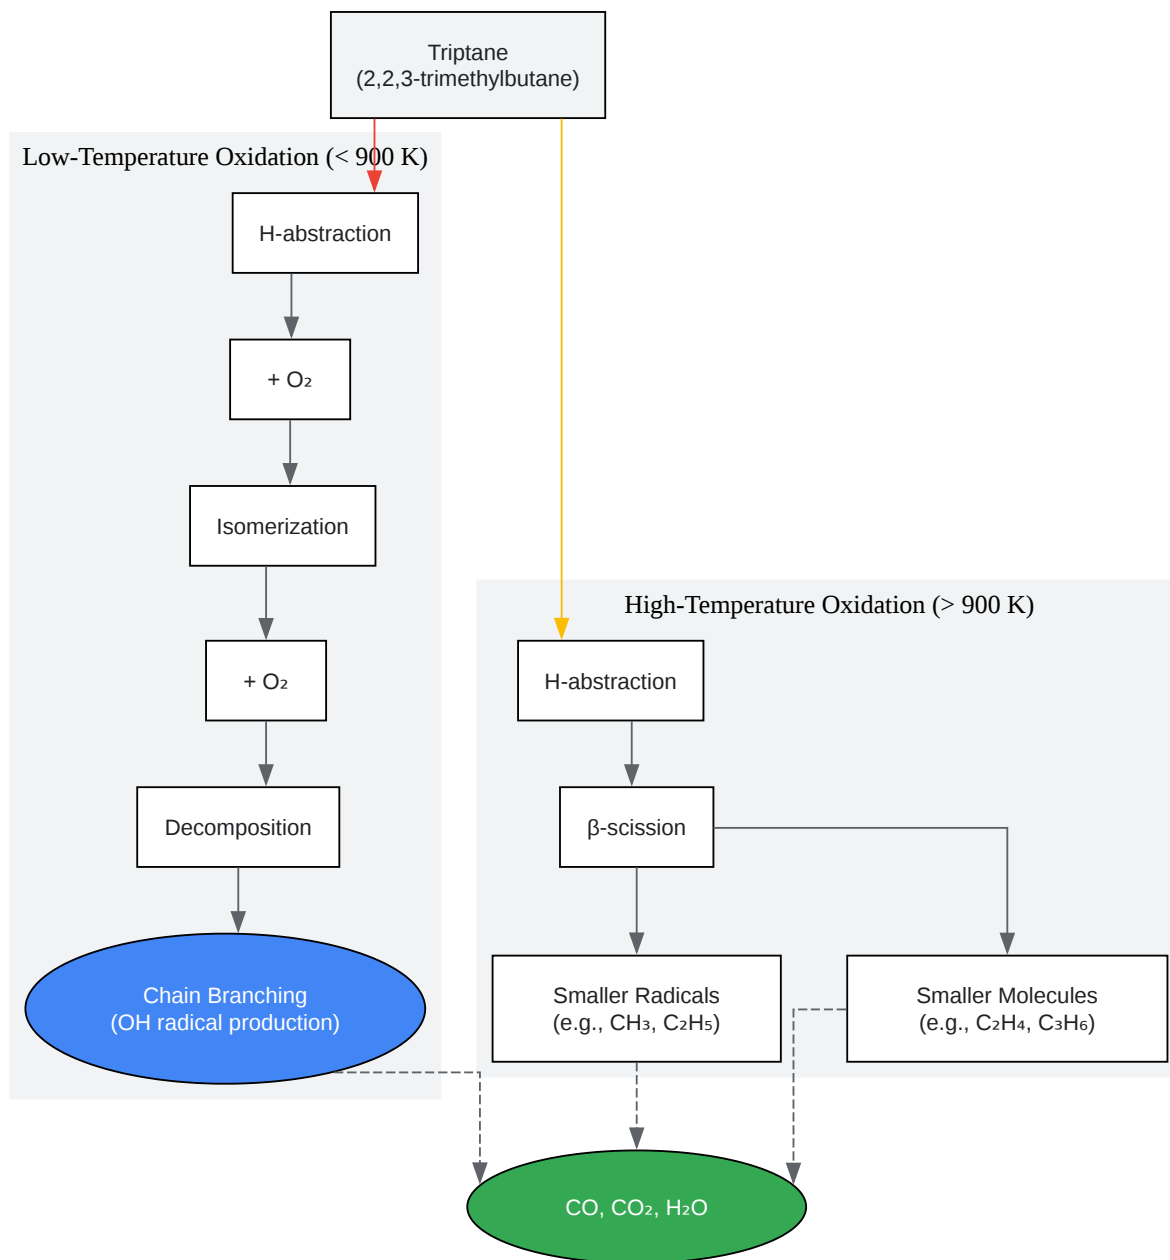 Triptane
(2,2,3-trimethylbutane)
Low-Temperature Oxidation (< 900 K)
H-abstraction
+ O₂
Isomerization
+ O₂
Decomposition
Chain Branching
(OH radical production)
High-Temperature Oxidation (> 900 K)
H-abstraction
β-scission
Smaller Radicals
(e.g., CH₃, C₂H₅)
Smaller Molecules
(e.g., C₂H₄, C₃H₆)
CO, CO₂, H₂O